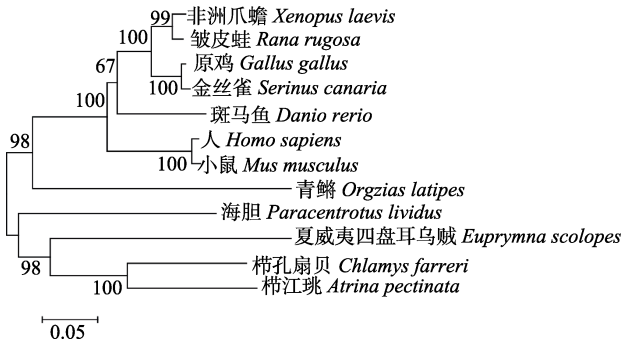 99 非洲爪蟾 Xenopus laevis
100 皱皮蛙 Rana rugosa
原鸡 Gallus gallus
67 100 金丝雀 Serinus canaria
100 斑马鱼 Danio rerio
98 人 Homo sapiens
100 小鼠 Mus musculus
青鳉 Orgzias latipes
海胆 Paracentrotus lividus
夏威夷四盘耳乌贼 Euprymna scolopes
98 栉孔扇贝 Chlamys farreri
100 栉江珧 Atrina pectinata
0.05